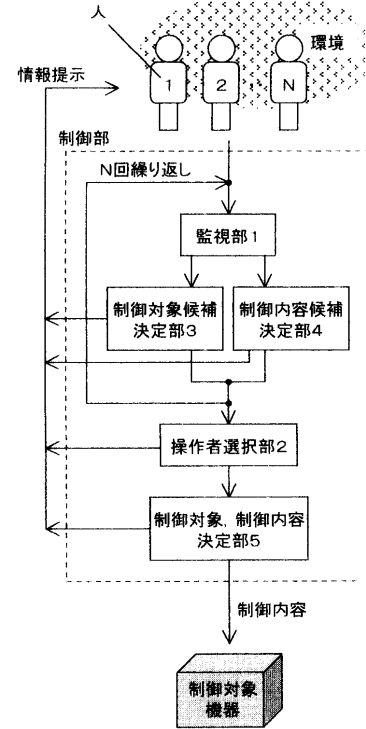 人
環境
情報提示
1
2
N
制御部
N回繰り返し
監視部1
制御対象候補
決定部3
制御内容候補
決定部4
操作者選択部2
制御対象，制御内容
決定部5
制御内容
制御対象
機器